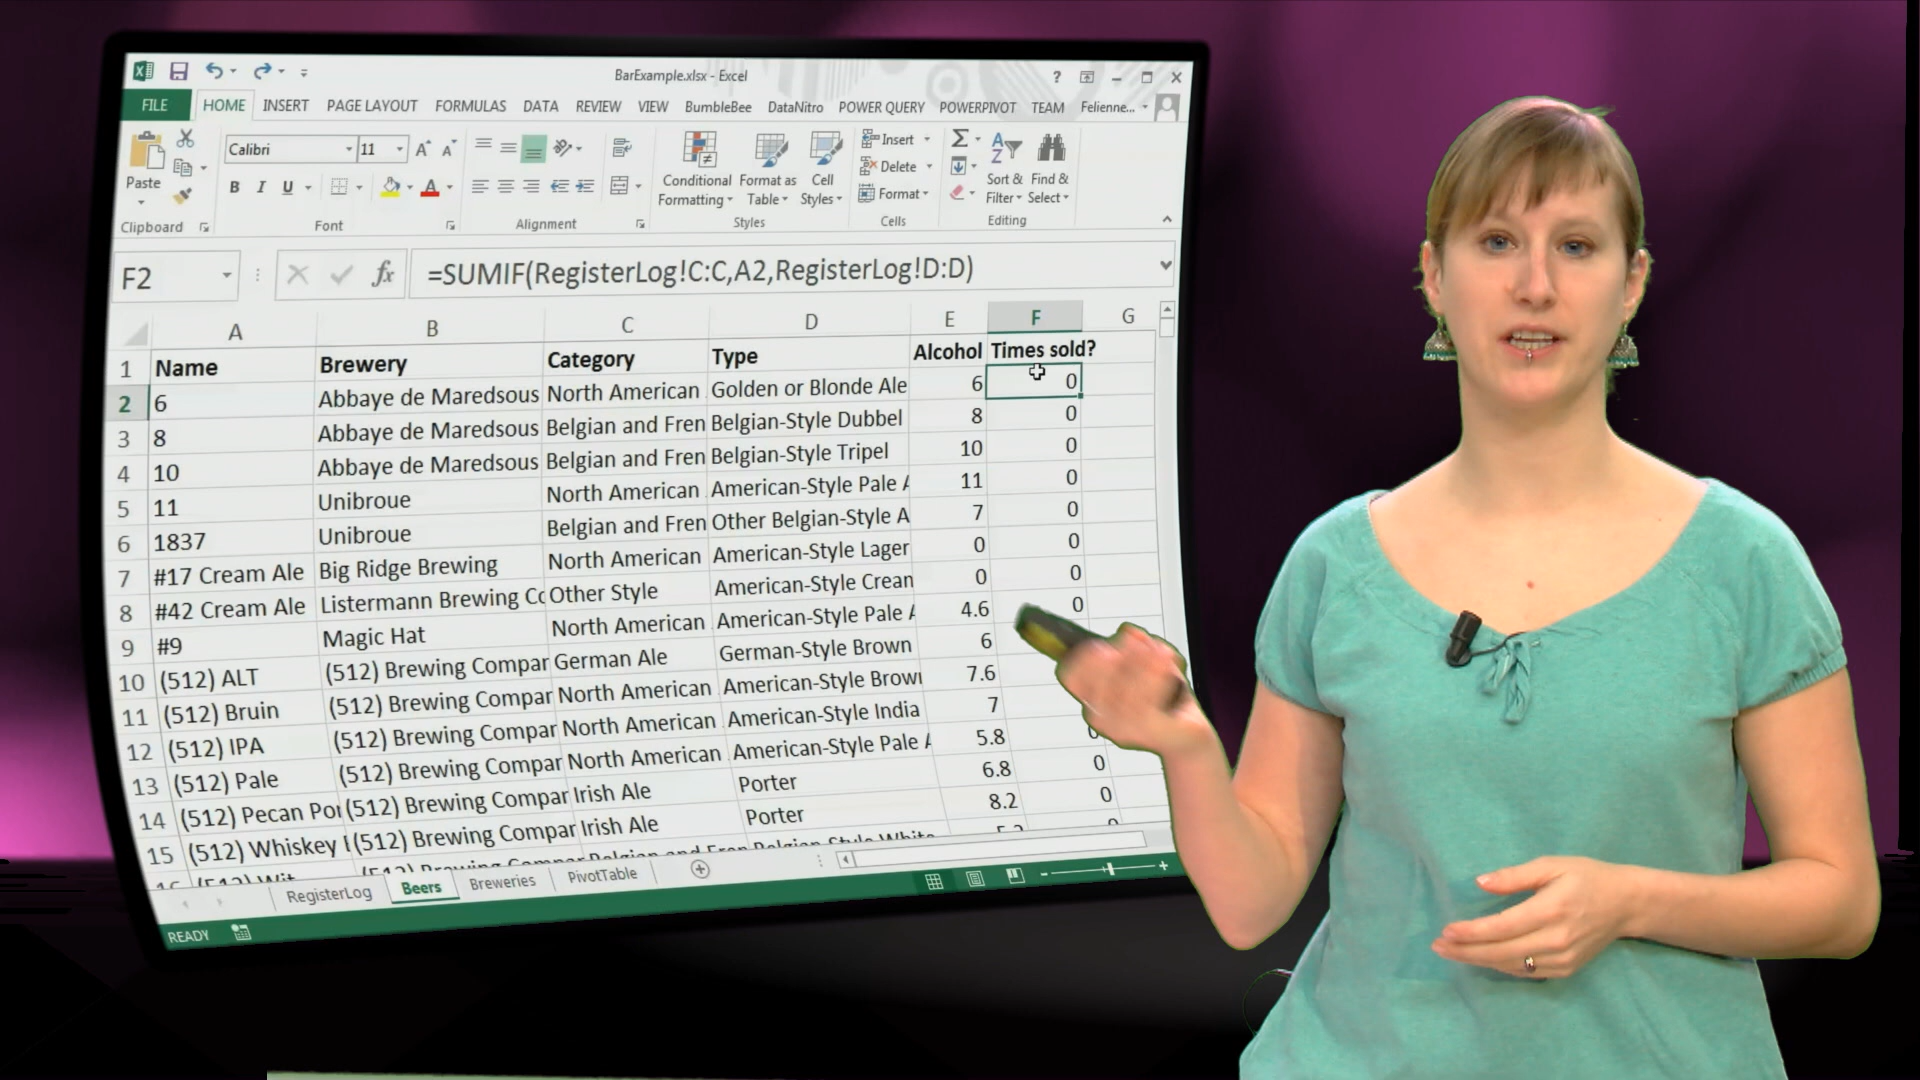 BarExample.xlsx - Excel
?
FILE HOME INSERT PAGE LAYOUT FORMULAS DATA REVIEW VIEW BumbleBee DataNitro POWER QUERY POWERPIVOT TEAM Felienne...
Paste
Clipboard
Calibri 11
B I U
Font
Alignment
Conditional Formatting
Format as Table
Cell Styles
Styles
Insert
Delete
Format
Cells
Sort & Filter
Find & Select
Editing
F2 fx =SUMIF(RegisterLog!C:C,A2,RegisterLog!D:D)
A B C D E F G
1 Name Brewery Category Type Alcohol Times sold?
2 6 Abbaye de Maredsous North American Golden or Blonde Ale 6 0
3 8 Abbaye de Maredsous Belgian and Fren Belgian-Style Dubbel 8 0
4 10 Abbaye de Maredsous Belgian and Fren Belgian-Style Tripel 10 0
5 11 Unibroue North American American-Style Pale 11 0
6 1837 Unibroue Belgian and Fren Other Belgian-Style A 7 0
7 #17 Cream Ale Big Ridge Brewing North American American-Style Lager 0 0
8 #42 Cream Ale Listermann Brewing Co Other Style American-Style Crean 0 0
9 #9 Magic Hat North American American-Style Pale 4.6 0
10 (512) ALT (512) Brewing Compar German Ale German-Style Brown 6
11 (512) Bruin (512) Brewing Compar North American American-Style Brow 7.6
12 (512) IPA (512) Brewing Compar North American American-Style India 7
13 (512) Pale (512) Brewing Compar North American American-Style Pale 5.8 0
14 (512) Pecan Por (512) Brewing Compar Irish Ale Porter 6.8 0
15 (512) Whiskey (512) Brewing Compar Irish Ale Porter 8.2 0
RegisterLog Beers Breweries PivotTable
READY